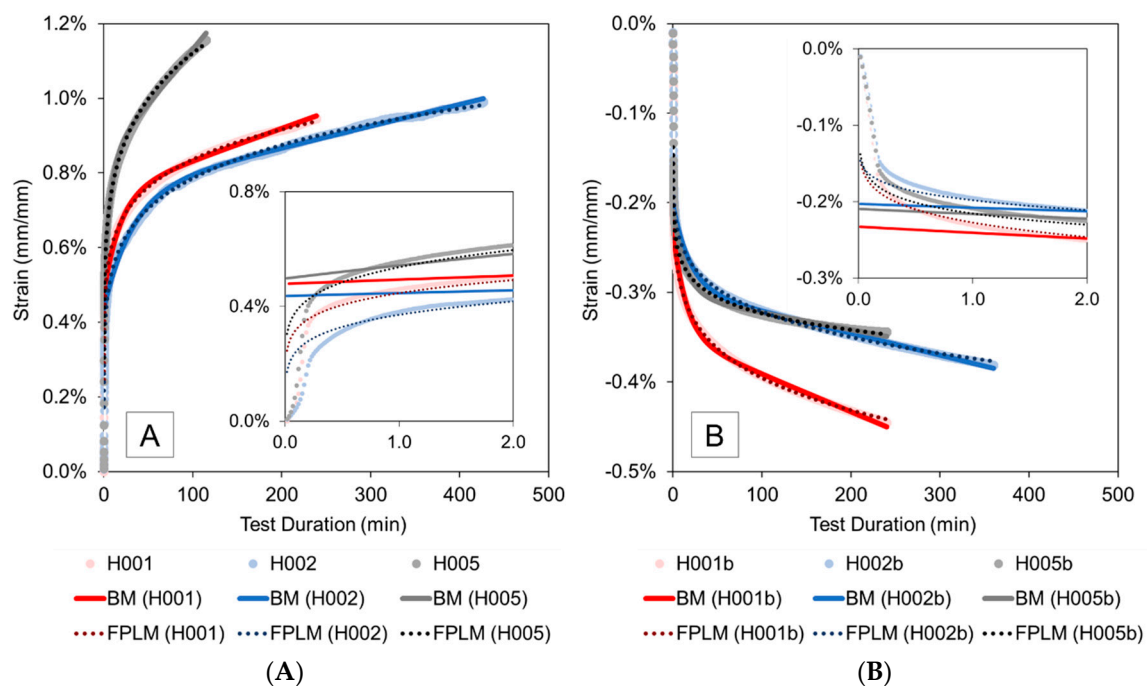 1.2%
1.0%
0.8%
0.6%
0.4%
0.2%
0.0%
Strain (mm/mm)
0 100 200 300 400 500
Test Duration (min)
A
0.8%
0.4%
0.0%
0.0 1.0 2.0
H001 H002 H005
BM (H001) BM (H002) BM (H005)
FPLM (H001) FPLM (H002) FPLM (H005)
(A)
0.0%
-0.1%
-0.2%
-0.3%
-0.4%
-0.5%
Strain (mm/mm)
0 100 200 300 400 500
Test Duration (min)
B
0.0%
-0.1%
-0.2%
-0.3%
0.0 1.0 2.0
H001b H002b H005b
BM (H001b) BM (H002b) BM (H005b)
FPLM (H001b) FPLM (H002b) FPLM (H005b)
(B)